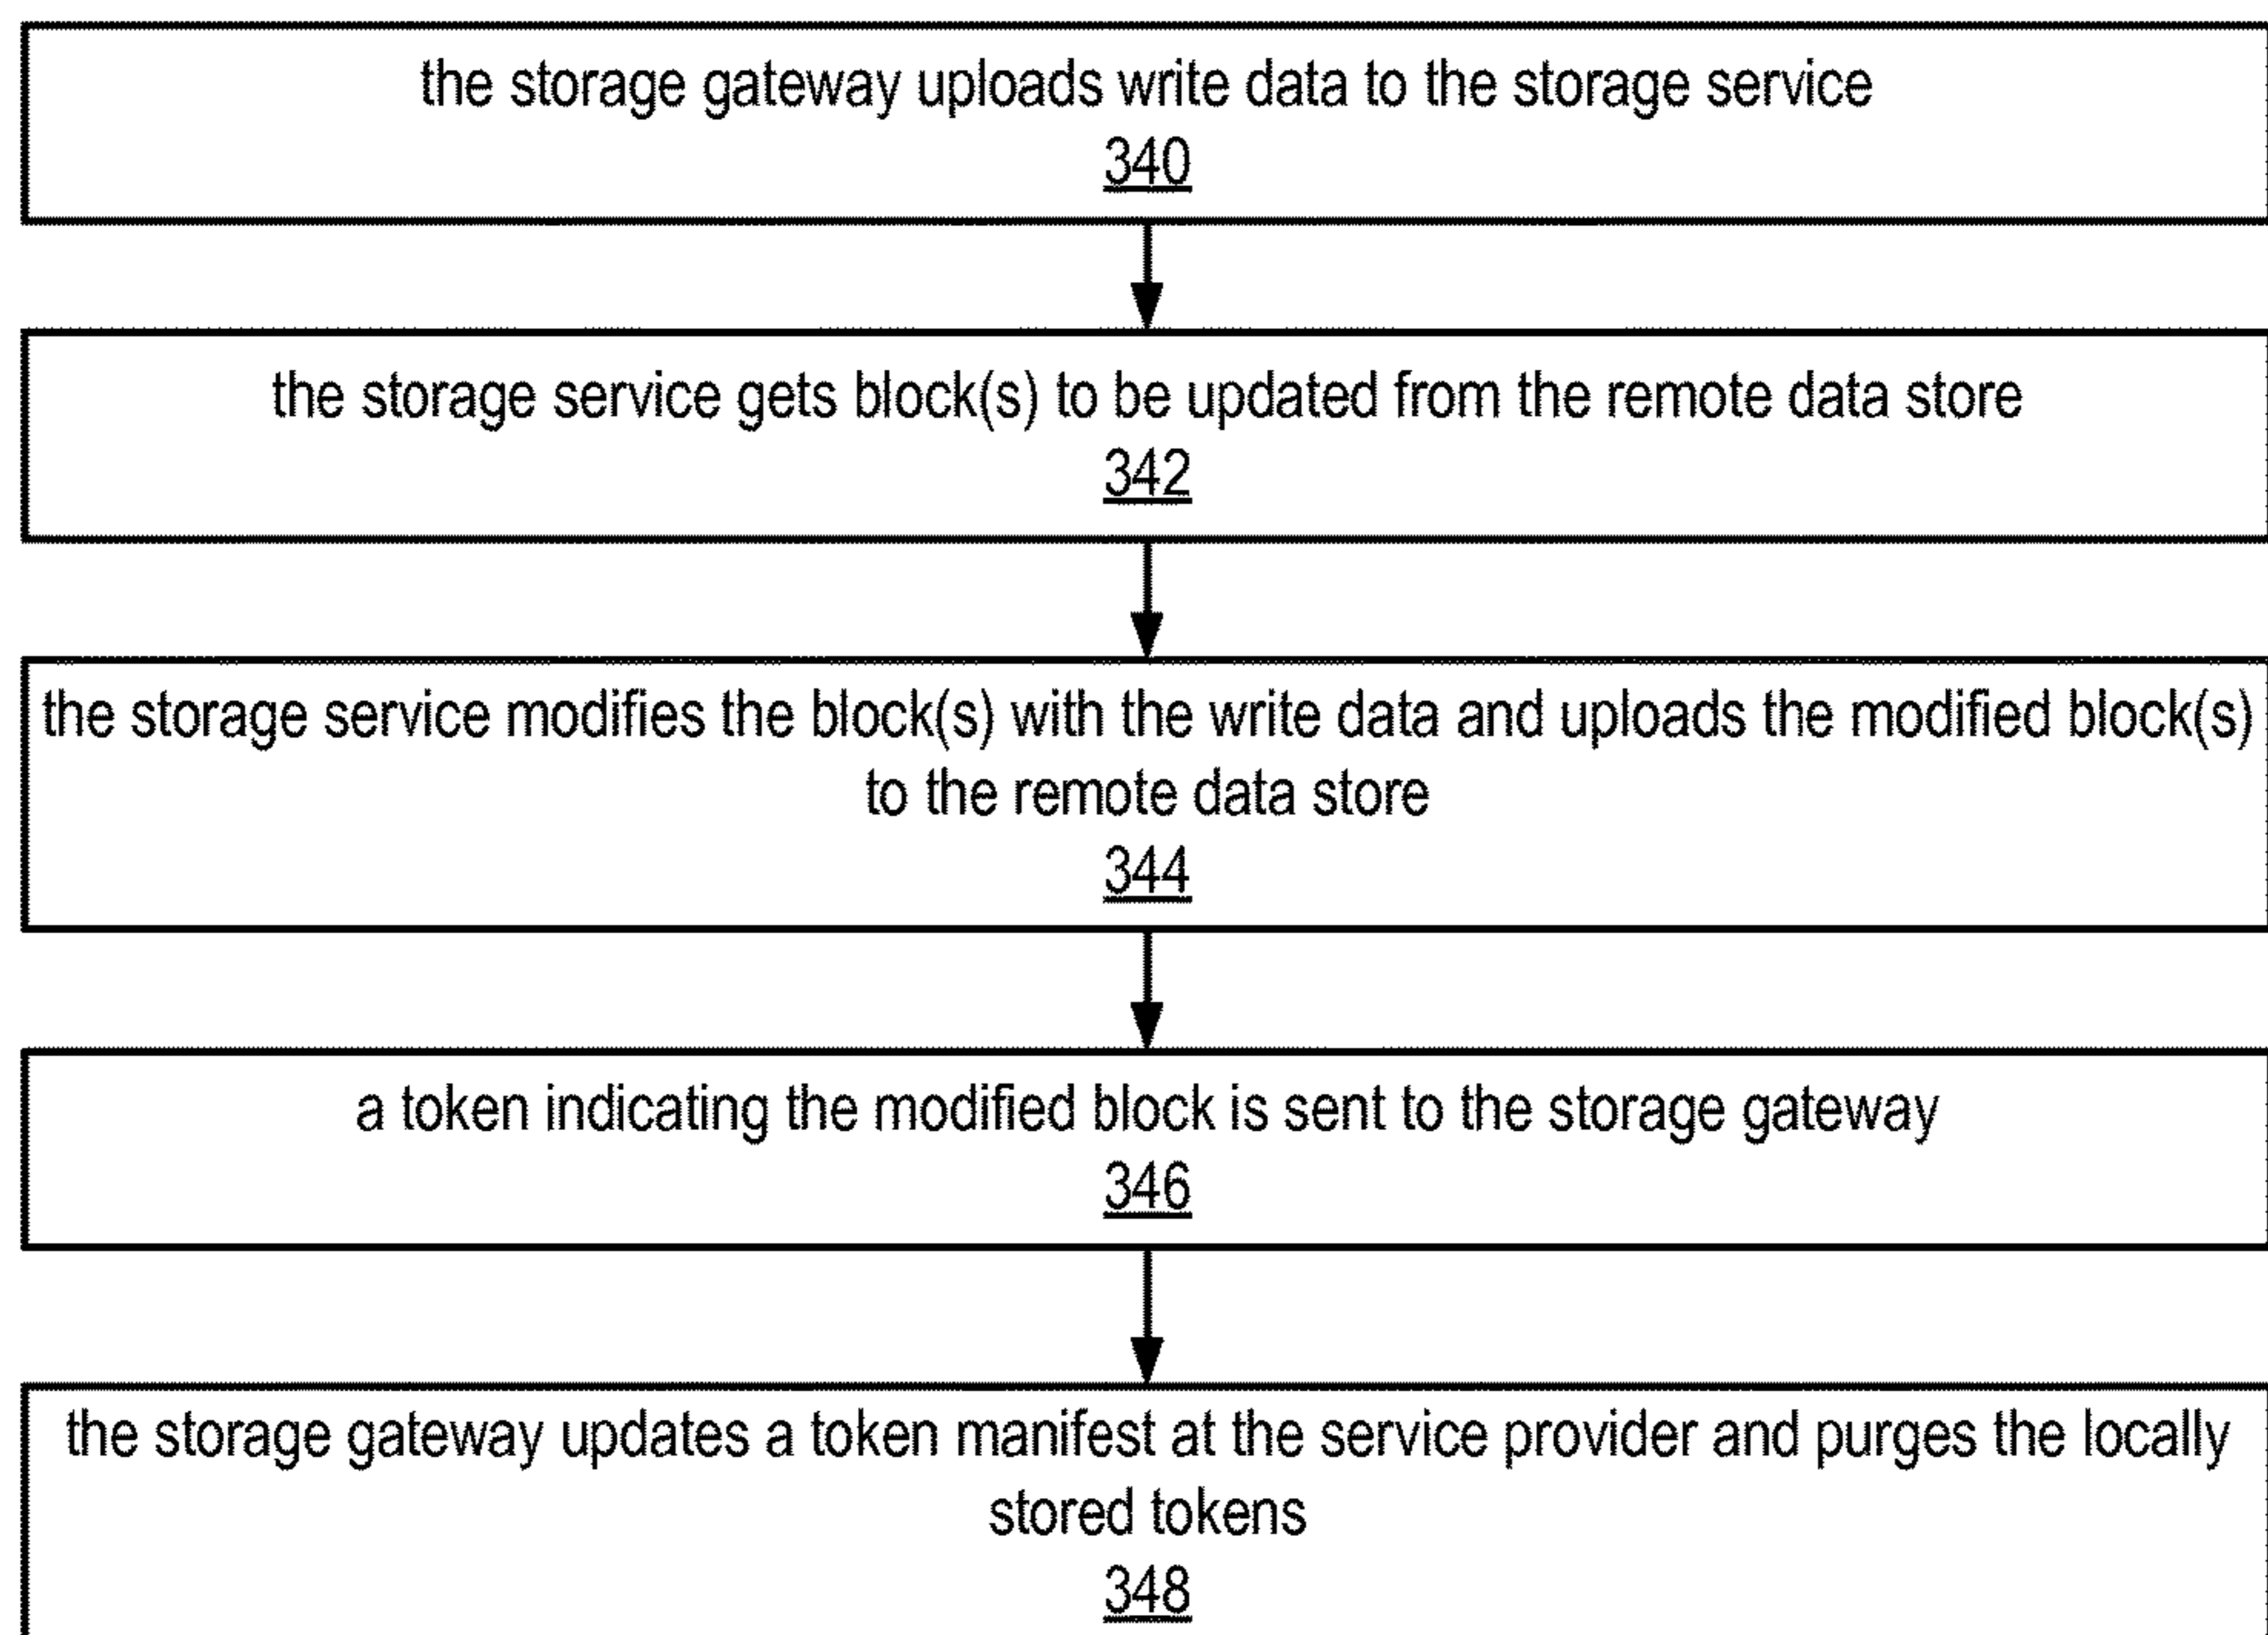 the storage gateway uploads write data to the storage service
340
the storage service gets block(s) to be updated from the remote data store
342
the storage service modifies the block(s) with the write data and uploads the modified block(s)
to the remote data store
344
a token indicating the modified block is sent to the storage gateway
346
the storage gateway updates a token manifest at the service provider and purges the locally
stored tokens
348